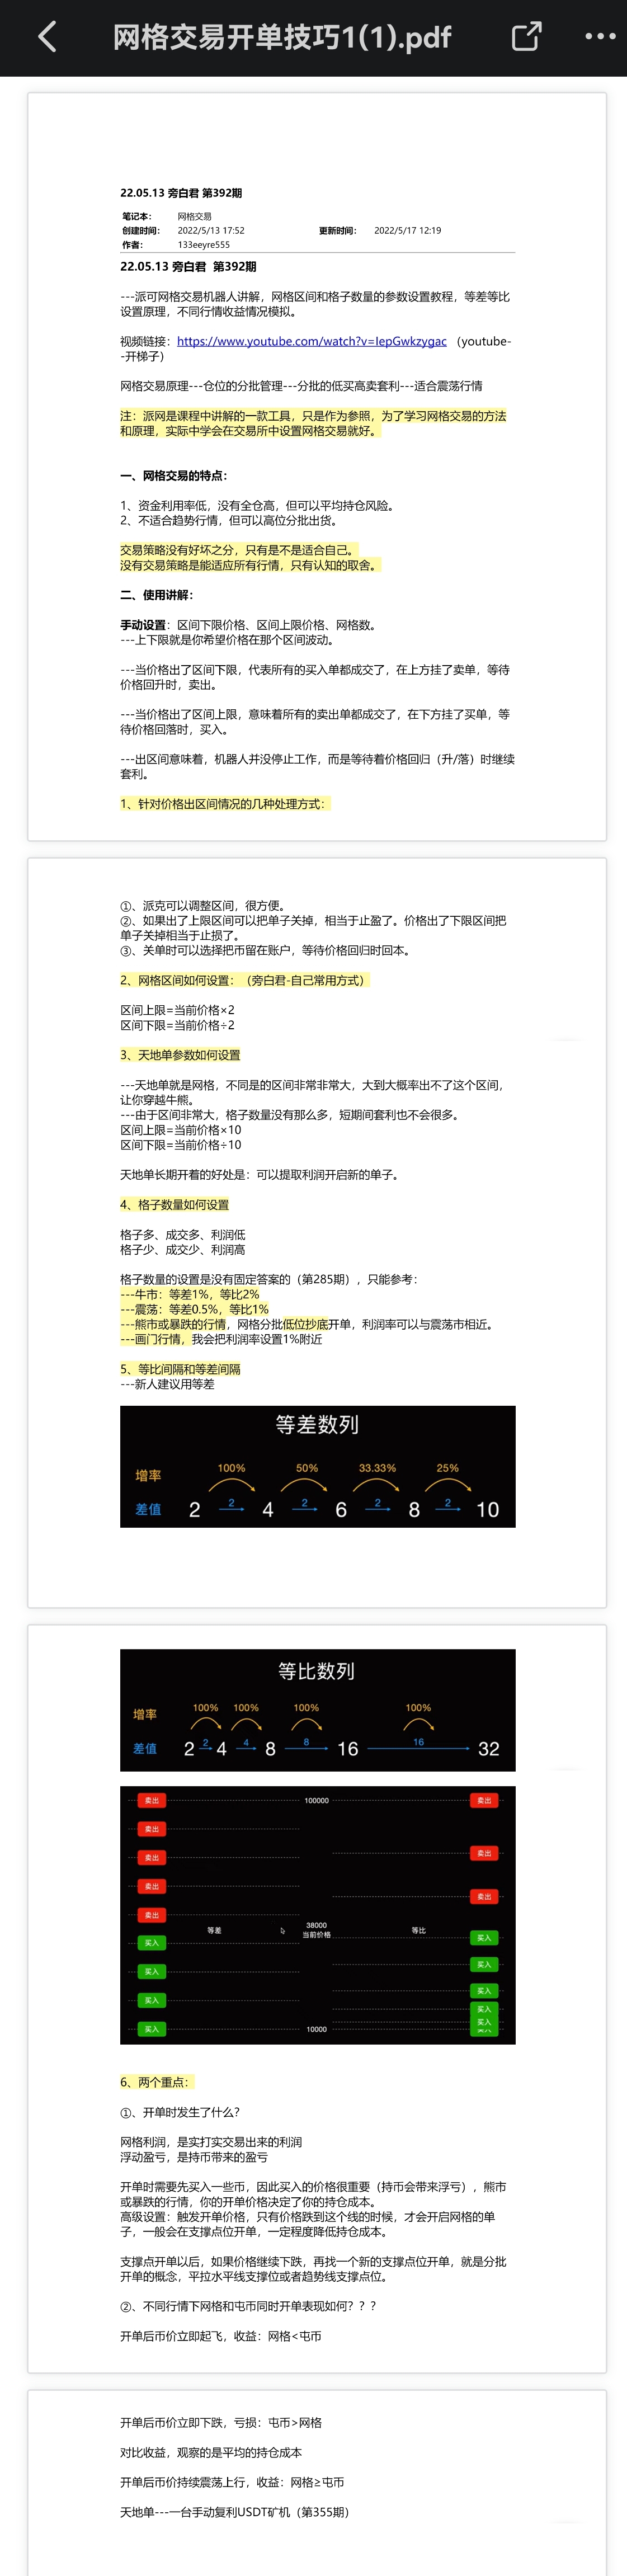 网格交易开单技巧1(1).pdf
22.05.13 旁白君 第392期
笔记本: 网格交易
创建时间: 2022/5/13 17:52 更新时间: 2022/5/17 12:19
作者: 133eeyre555
22.05.13 旁白君 第392期
---派可网格交易机器人讲解，网格区间和格子数量的参数设置教程，等差等比
设置原理，不同行情收益情况模拟。
视频链接：https://www.youtube.com/watch?v=IepGwkzygac （youtube-
-开梯子）
网格交易原理---仓位的分批管理---分批的低买高卖套利---适合震荡行情
注：派网是课程中讲解的一款工具，只是作为参照，为了学习网格交易的方法
和原理，实际中学会在交易所中设置网格交易就好。
一、网格交易的特点：
1、资金利用率低，没有全仓高，但可以平均持仓风险。
2、不适合趋势行情，但可以高位分批出货。
交易策略没有好坏之分，只有是不是适合自己。
没有交易策略是能适应所有行情，只有认知的取舍。
二、使用讲解：
手动设置：区间下限价格、区间上限价格、网格数。
---上下限就是你希望价格在那个区间波动。
---当价格出了区间下限，代表所有的买入单都成交了，在上方挂了卖单，等待
价格回升时，卖出。
---当价格出了区间上限，意味着所有的卖出单都成交了，在下方挂了买单，等
待价格回落时，买入。
---出区间意味着，机器人并没停止工作，而是等待着价格回归（升/落）时继续
套利。
1、针对价格出区间情况的几种处理方式：
①、派克可以调整区间，很方便。
②、如果出了上限区间可以把单子关掉，相当于止盈了。价格出了下限区间把
单子关掉相当于止损了。
③、关单时可以选择把币留在账户，等待价格回归时回本。
2、网格区间如何设置：（旁白君-自己常用方式）
区间上限=当前价格×2
区间下限=当前价格÷2
3、天地单参数如何设置
---天地单就是网格，不同是的区间非常非常大，大到大概率出不了这个区间，
让你穿越牛熊。
---由于区间非常大，格子数量没有那么多，短期间套利也不会很多。
区间上限=当前价格×10
区间下限=当前价格÷10
天地单长期开着的好处是：可以提取利润开启新的单子。
4、格子数量如何设置
格子多、成交多、利润低
格子少、成交少、利润高
格子数量的设置是没有固定答案的（第285期），只能参考：
---牛市：等差1%，等比2%
---震荡：等差0.5%，等比1%
---熊市或暴跌的行情，网格分批低位抄底开单，利润率可以与震荡市相近。
---画门行情，我会把利润率设置1%附近
5、等比间隔和等差间隔
---新人建议用等差
等差数列
增率 100% 50% 33.33% 25%
差值 2 2 4 2 6 2 8 2 10
等比数列
增率 100% 100% 100% 100%
差值 2 2 4 4 8 8 16 16 32
卖出 100000 卖出
卖出
卖出 卖出
卖出
卖出 卖出
等差 38000 等比
当前价格
买入 买入
买入 买入
买入 买入
买入
买入
买入 10000 买入
6、两个重点：
①、开单时发生了什么？
网格利润，是实打实交易出来的利润
浮动盈亏，是持币带来的盈亏
开单时需要先买入一些币，因此买入的价格很重要（持币会带来浮亏），熊市
或暴跌的行情，你的开单价格决定了你的持仓成本。
高级设置：触发开单价格，只有价格跌到这个线的时候，才会开启网格的单
子，一般会在支撑点位开单，一定程度降低持仓成本。
支撑点开单以后，如果价格继续下跌，再找一个新的支撑点位开单，就是分批
开单的概念，平拉水平线支撑位或者趋势线支撑点位。
②、不同行情下网格和屯币同时开单表现如何？？？
开单后币价立即起飞，收益：网格<屯币
开单后币价立即下跌，亏损：屯币>网格
对比收益，观察的是平均的持仓成本
开单后币价持续震荡上行，收益：网格≥屯币
天地单---一台手动复利USDT矿机（第355期）